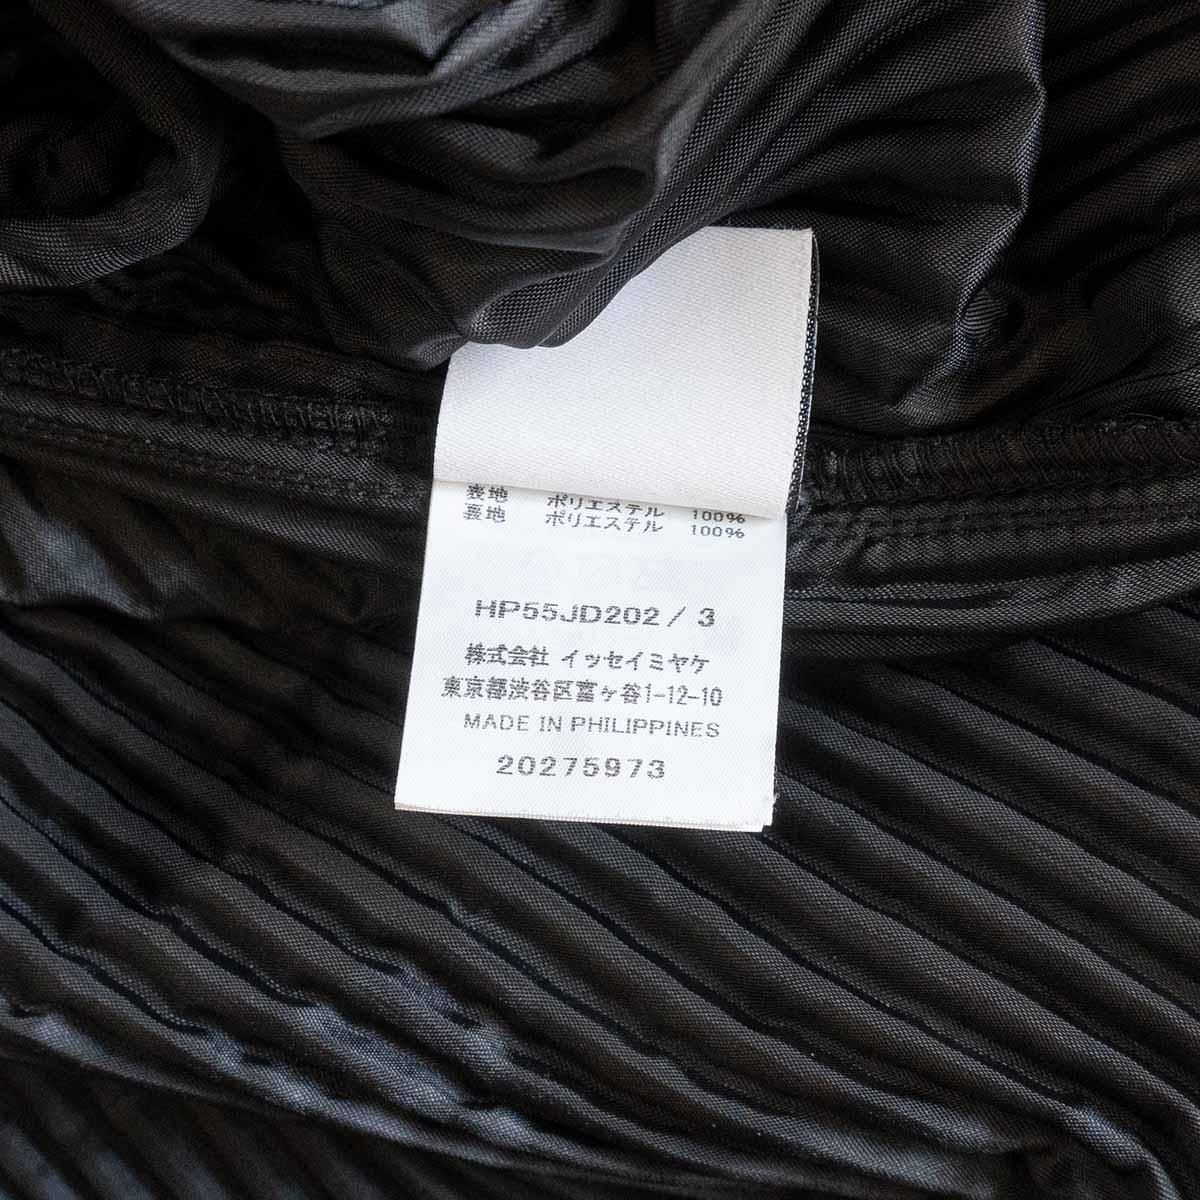 表地 ポリエステル 100%
裏地 ポリエステル 100%
HP55JD202 / 3
株式会社 イッセイミヤケ
東京都渋谷区富ヶ谷1-12-10
MADE IN PHILIPPINES
20275973